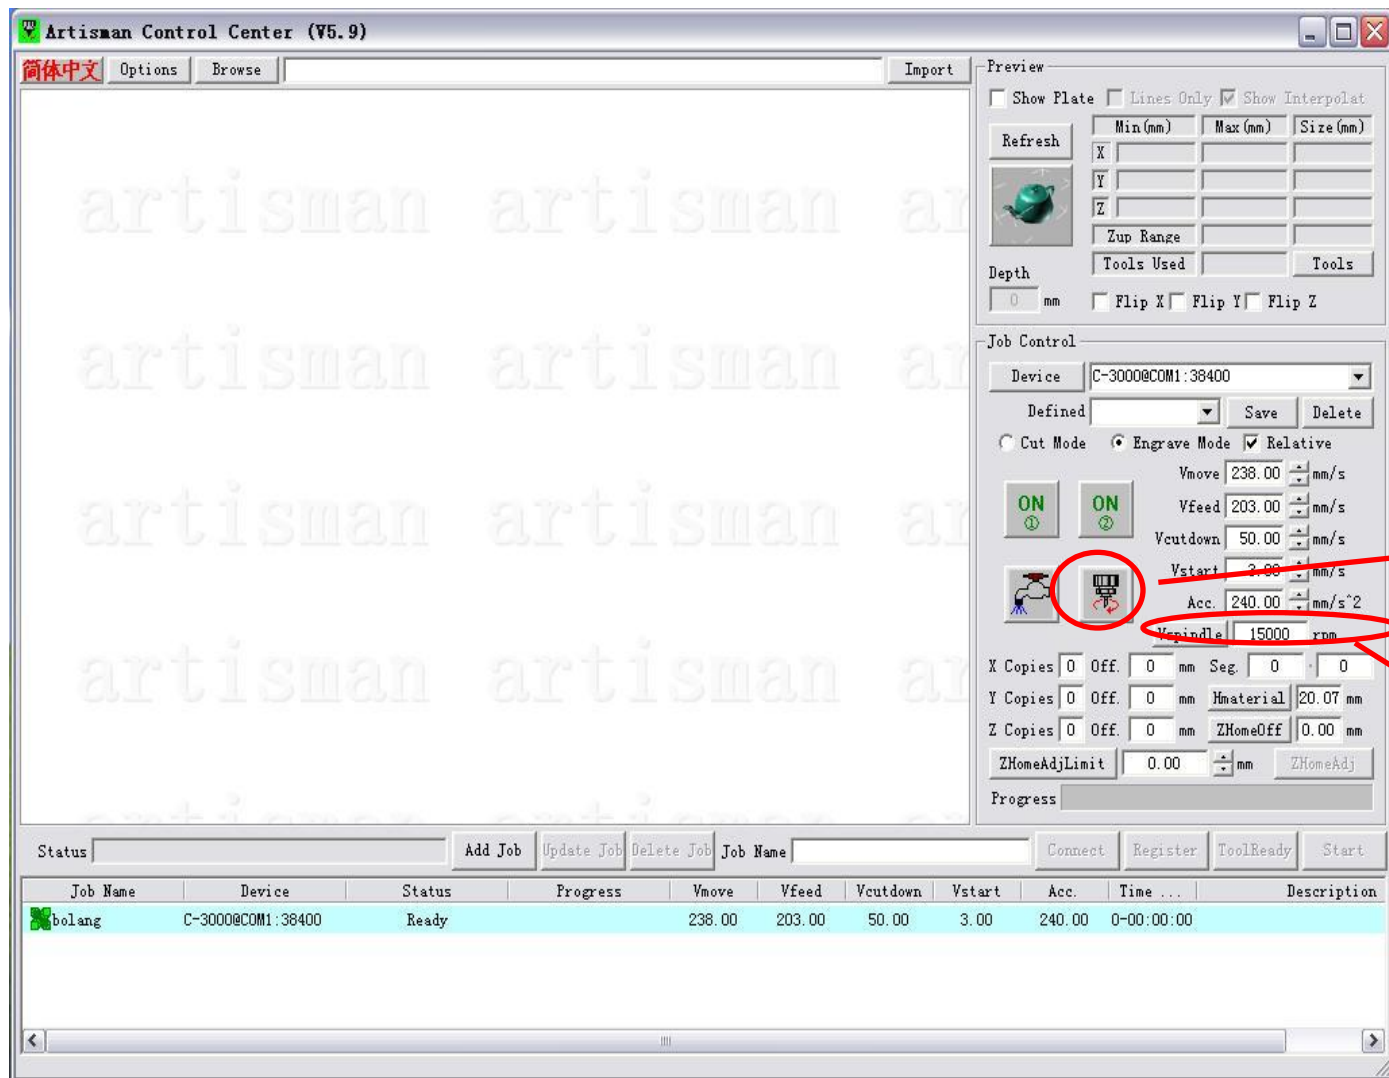 Artisman Control Center (V5.9)
简体中文 Options Browse Import
Preview
Show Plate Lines Only Show Interpolat
Refresh Min(mm) Max(mm) Size(mm)
X
Y
Z
Zup Range
Depth Tools Used Tools
0 mm Flip X Flip Y Flip Z
artisman artisman ar
artisman artisman ar
artisman artisman ar
artisman artisman ar
Job Control
Device C-3000@COM1:38400
Defined Save Delete
Cut Mode Engrave Mode Relative
Vmove 238.00 mm/s
ON ① ON ② Vfeed 203.00 mm/s
Vcutdown 50.00 mm/s
Vstart 3.00 mm/s
Acc. 240.00 mm/s^2
Vspindle 15000 rpm
X Copies 0 Off. 0 mm Seg. 0 . 0
Y Copies 0 Off. 0 mm Hmaterial 20.07 mm
Z Copies 0 Off. 0 mm ZHomeOff 0.00 mm
ZHomeAdjLimit 0.00 mm ZHomeAdj
Progress
Status Add Job Update Job Delete Job Job Name Connect Register ToolReady Start
Job Name Device Status Progress Vmove Vfeed Vcutdown Vstart Acc. Time ... Description
bolang C-3000@COM1:38400 Ready 238.00 203.00 50.00 3.00 240.00 0-00:00:00